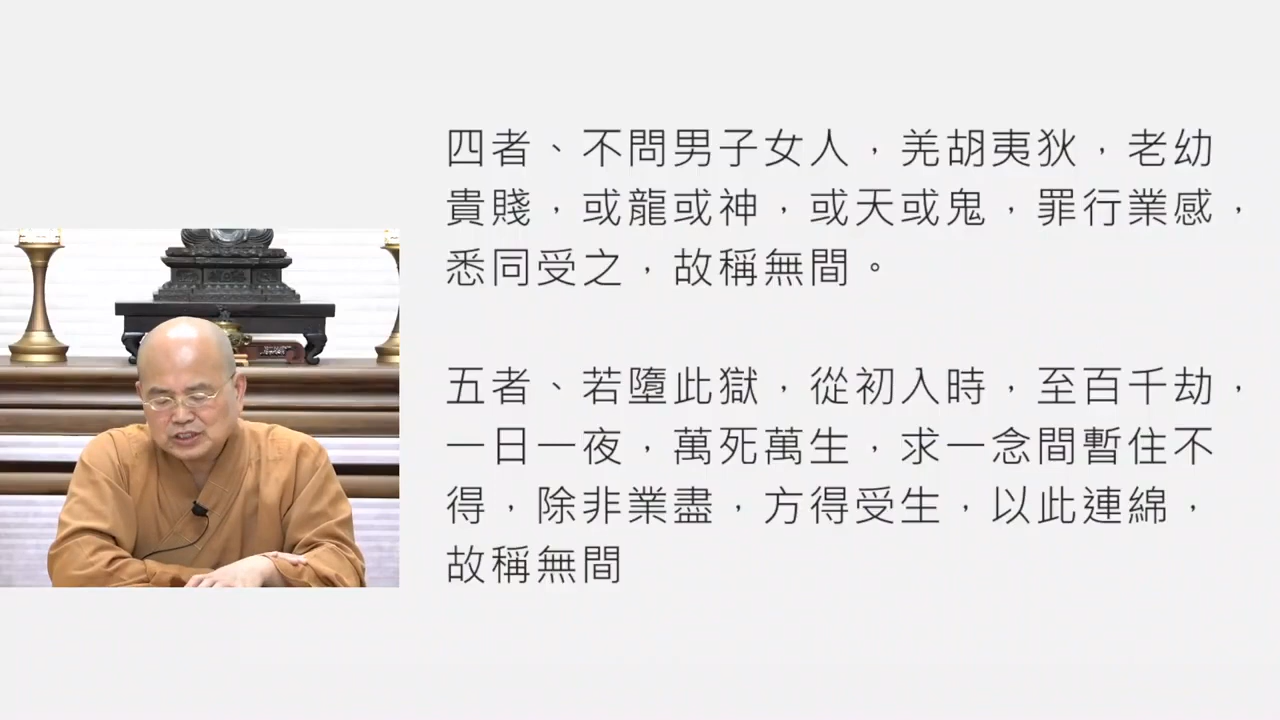 四者、不問男子女人，羌胡夷狄，老幼
貴賤，或龍或神，或天或鬼，罪行業感，
悉同受之，故稱無間。
五者、若墮此獄，從初入時，至百千劫，
一日一夜，萬死萬生，求一念間暫住不
得，除非業盡，方得受生，以此連綿，
故稱無間